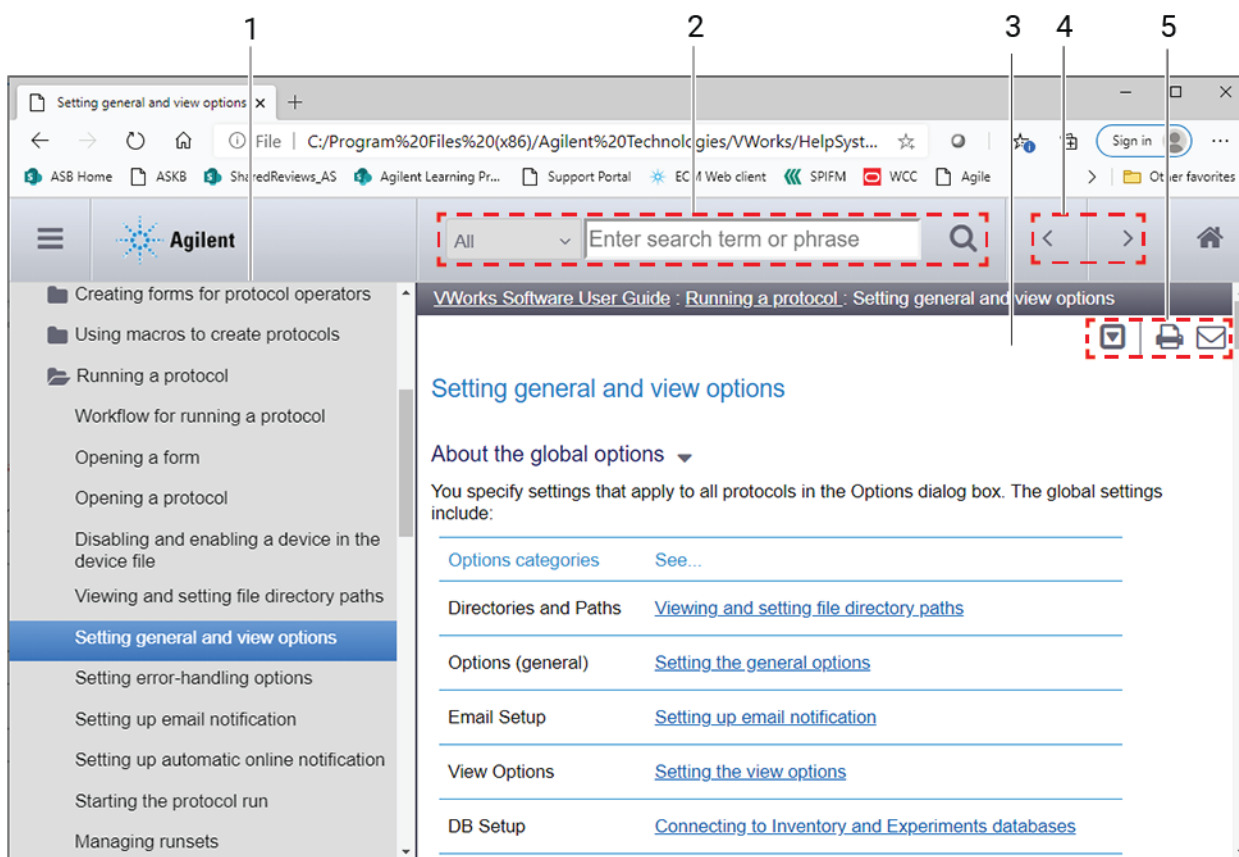 1 2 3 4 5
Setting general and view options
File | C:/Program%20Files%20(x86)/Agilent%20Technologies/VWorks/HelpSyst...
Sign in
ASB Home ASKB SharedReviews_AS Agilent Learning Pr... Support Portal Web client SPIFM WCC Agile Other favorites
Agilent
All
Enter search term or phrase
Creating forms for protocol operators
Using macros to create protocols
Running a protocol
Workflow for running a protocol
Opening a form
Opening a protocol
Disabling and enabling a device in the
device file
Viewing and setting file directory paths
Setting general and view options
Setting error-handling options
Setting up email notification
Setting up automatic online notification
Starting the protocol run
Managing runsets
VWorks Software User Guide : Running a protocol : Setting general and view options
Setting general and view options
About the global options
You specify settings that apply to all protocols in the Options dialog box. The global settings
include:
Options categories See...
Directories and Paths Viewing and setting file directory paths
Options (general) Setting the general options
Email Setup Setting up email notification
View Options Setting the view options
DB Setup Connecting to Inventory and Experiments databases